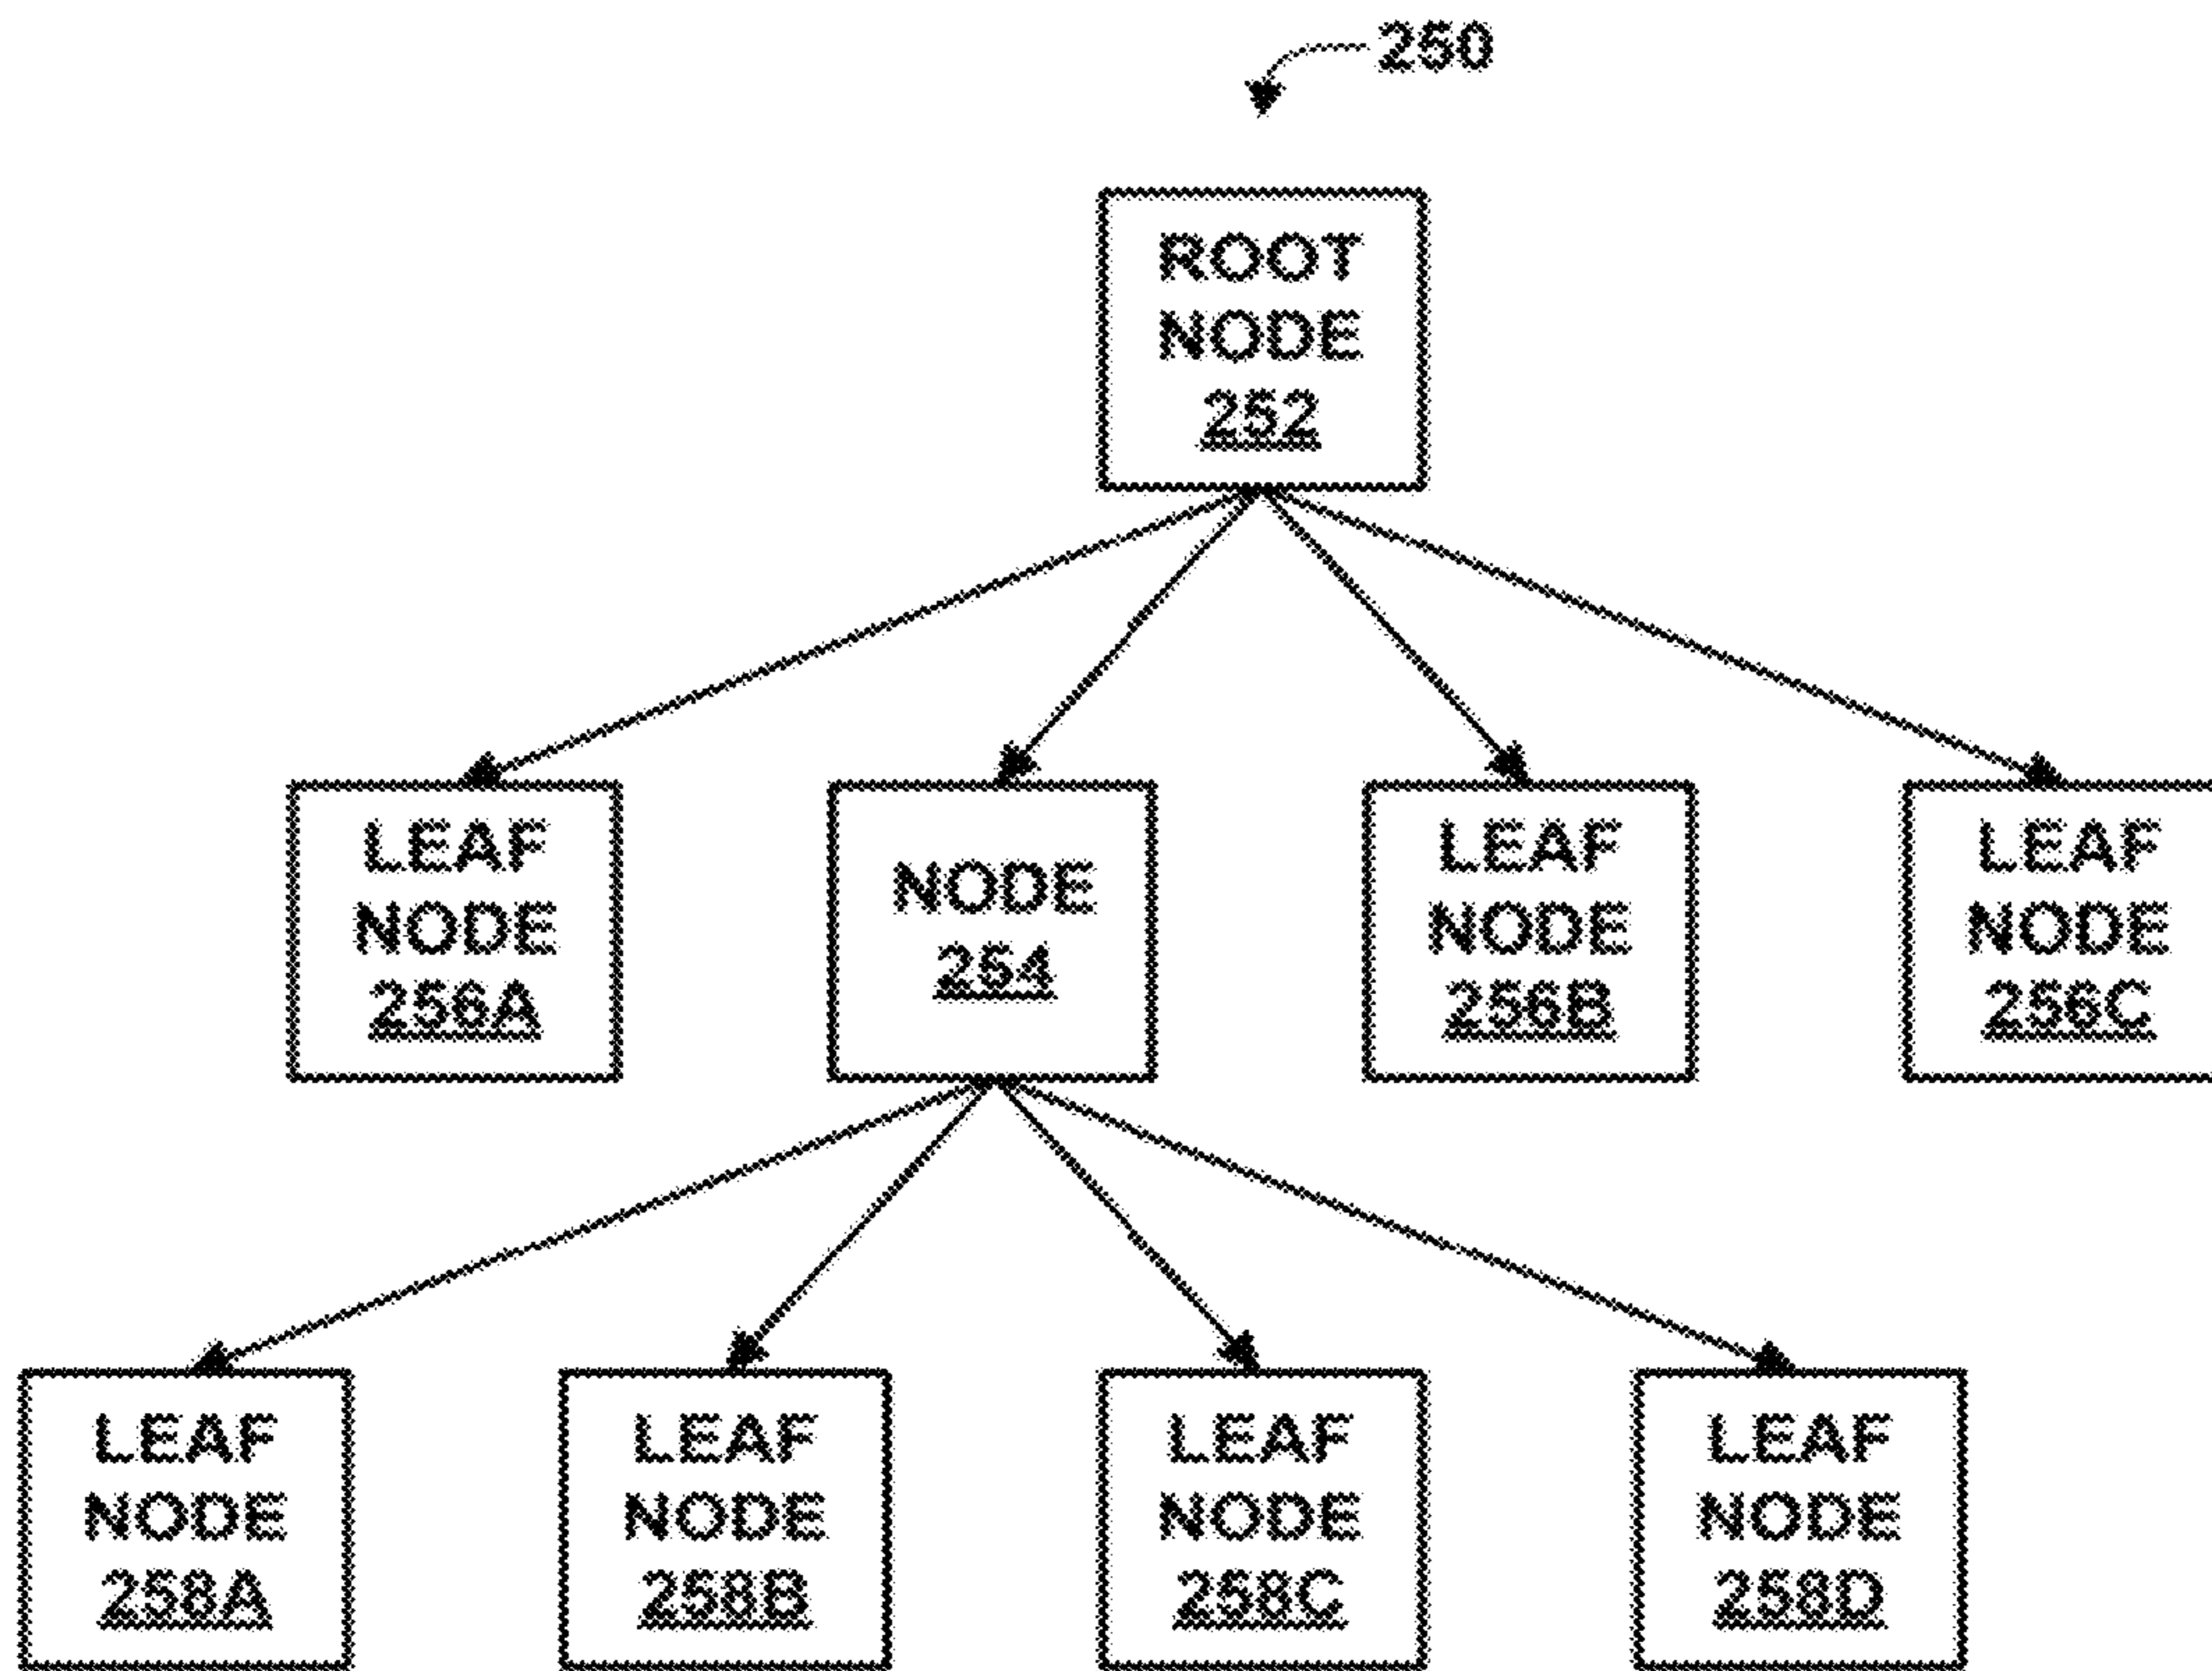 250
ROOT
NODE
252
LEAF
NODE
256A
NODE
254
LEAF
NODE
256B
LEAF
NODE
256C
LEAF
NODE
258A
LEAF
NODE
258B
LEAF
NODE
258C
LEAF
NODE
258D